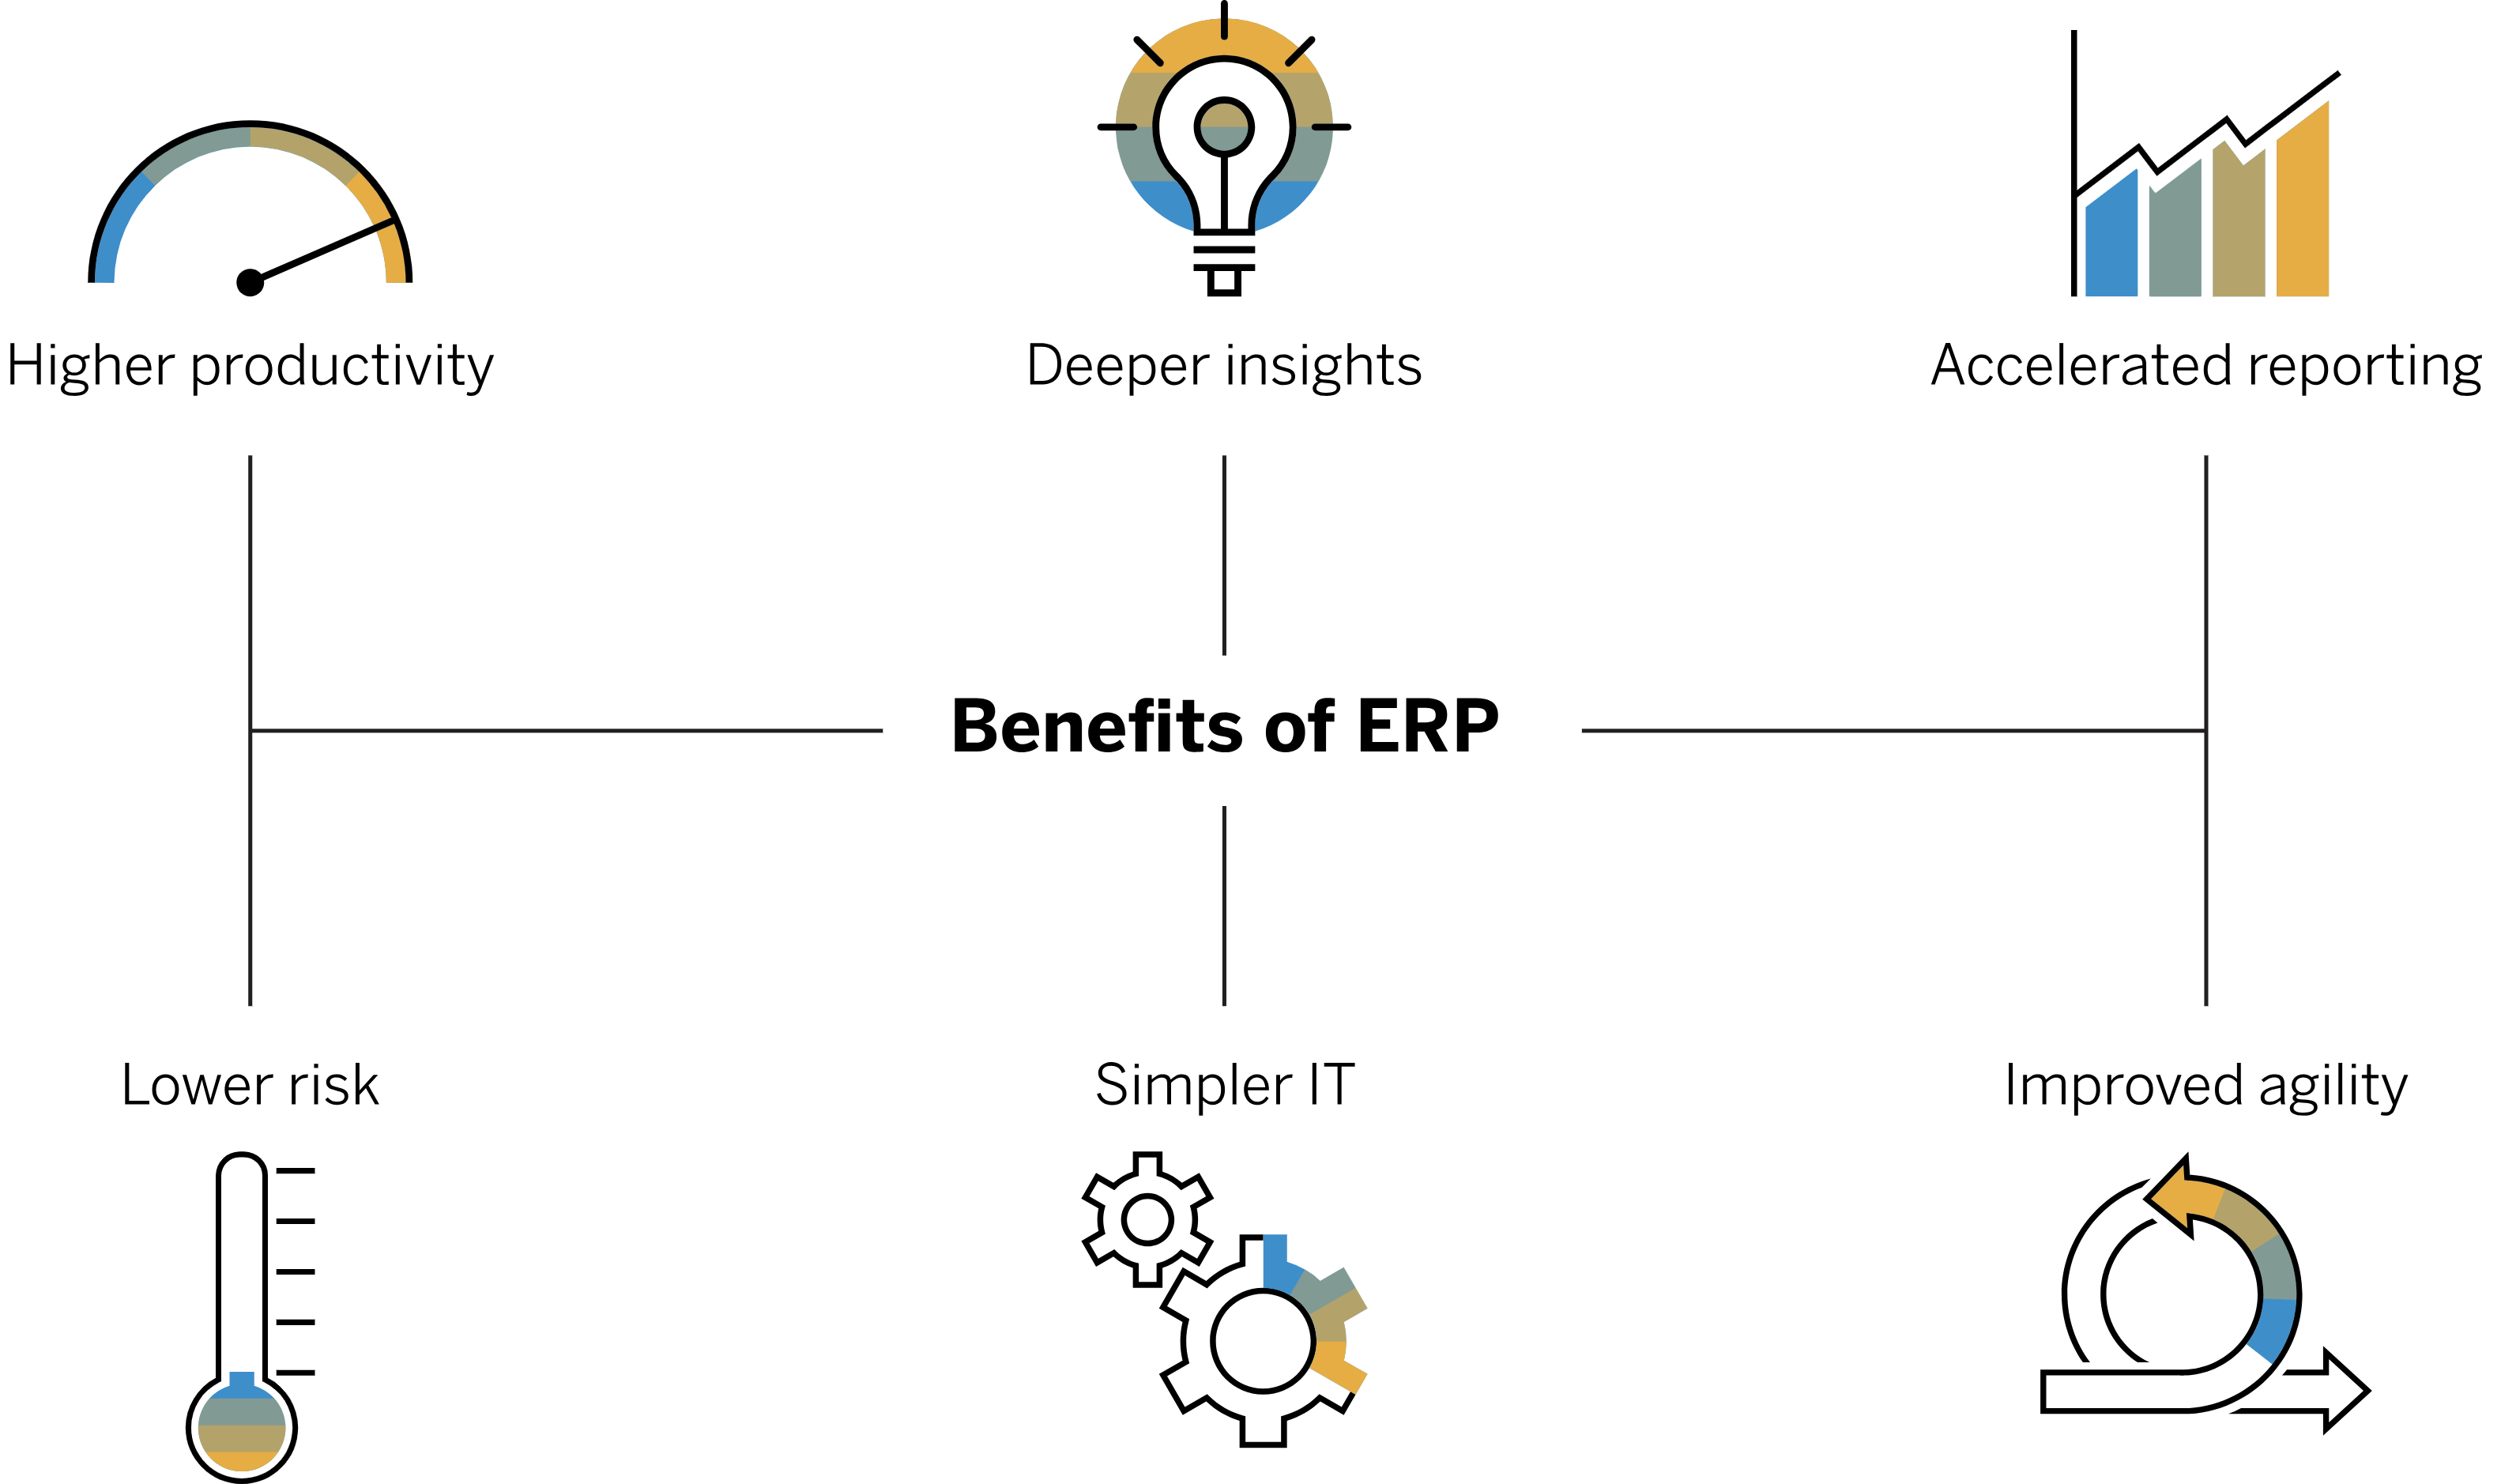 Higher productivity
Deeper insights
Accelerated reporting
Benefits of ERP
Lower risk
Simpler IT
Improved agility